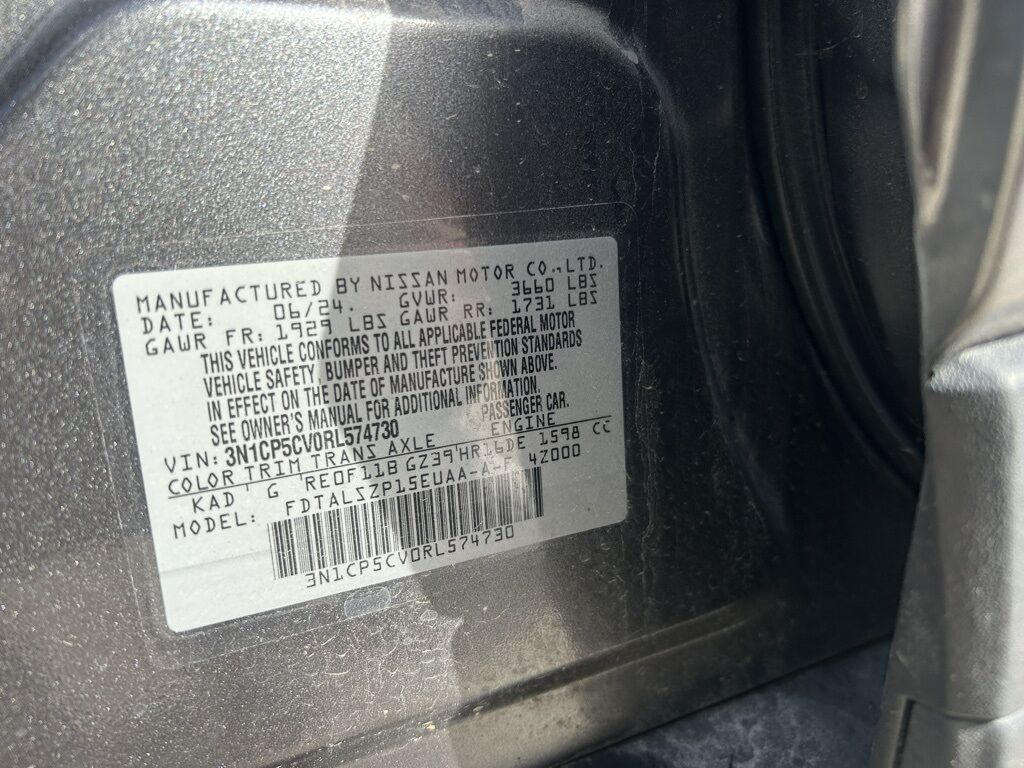 MANUFACTURED BY NISSAN MOTOR CO.,LTD.
DATE: 06/24. GVWR: 3660 LBS
GAWR FR: 1929 LBS GAWR RR: 1731 LBS
THIS VEHICLE CONFORMS TO ALL APPLICABLE FEDERAL MOTOR
VEHICLE SAFETY, BUMPER AND THEFT PREVENTION STANDARDS
IN EFFECT ON THE DATE OF MANUFACTURE SHOWN ABOVE.
SEE OWNER'S MANUAL FOR ADDITIONAL INFORMATION.
VIN: 3N1CP5CV0RL574730 PASSENGER CAR.
COLOR TRIM TRANS AXLE ENGINE
KAD G RE0F11B GZ39 HR16DE 1598 CC
MODEL: FDTALSZP15EUAA-A-F 4Z000
3N1CP5CV0RL574730